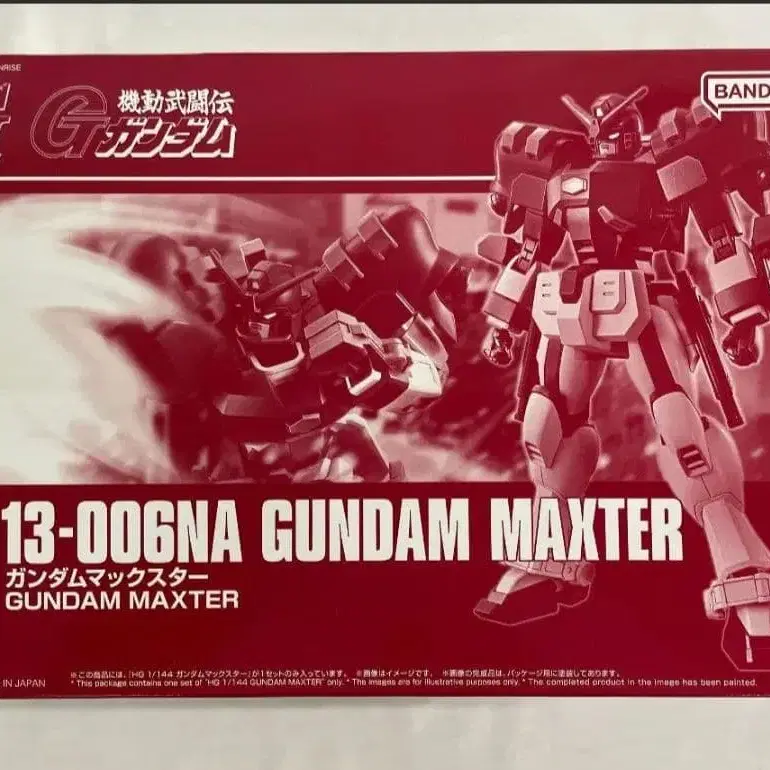 NRISE
機動武闘伝
Gガンダム
BAND
13-006NA GUNDAM MAXTER
ガンダムマックスター
GUNDAM MAXTER
IN JAPAN
※この商品には、「HG 1/144 ガンダムマックスター」が1セットのみ入っています。 ※画像はイメージです。 ※画像の完成品は、パッケージ用に塗装してあります。
* This package contains one set of "HG 1/144 GUNDAM MAXTER" only. * The images are for illustrative purposes only. * The completed product in the image has been painted.